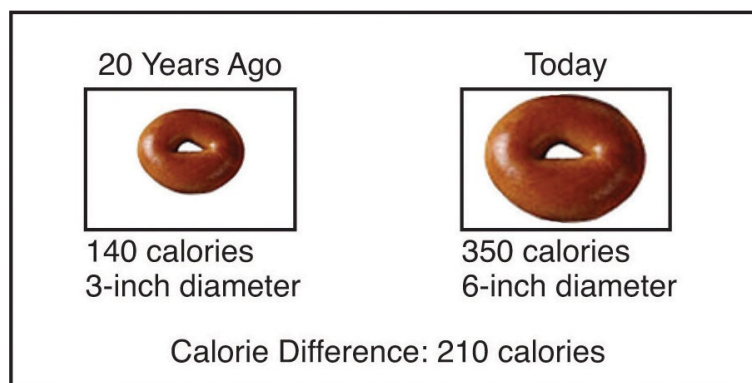 20 Years Ago
Today
140 calories
3-inch diameter
350 calories
6-inch diameter
Calorie Difference: 210 calories